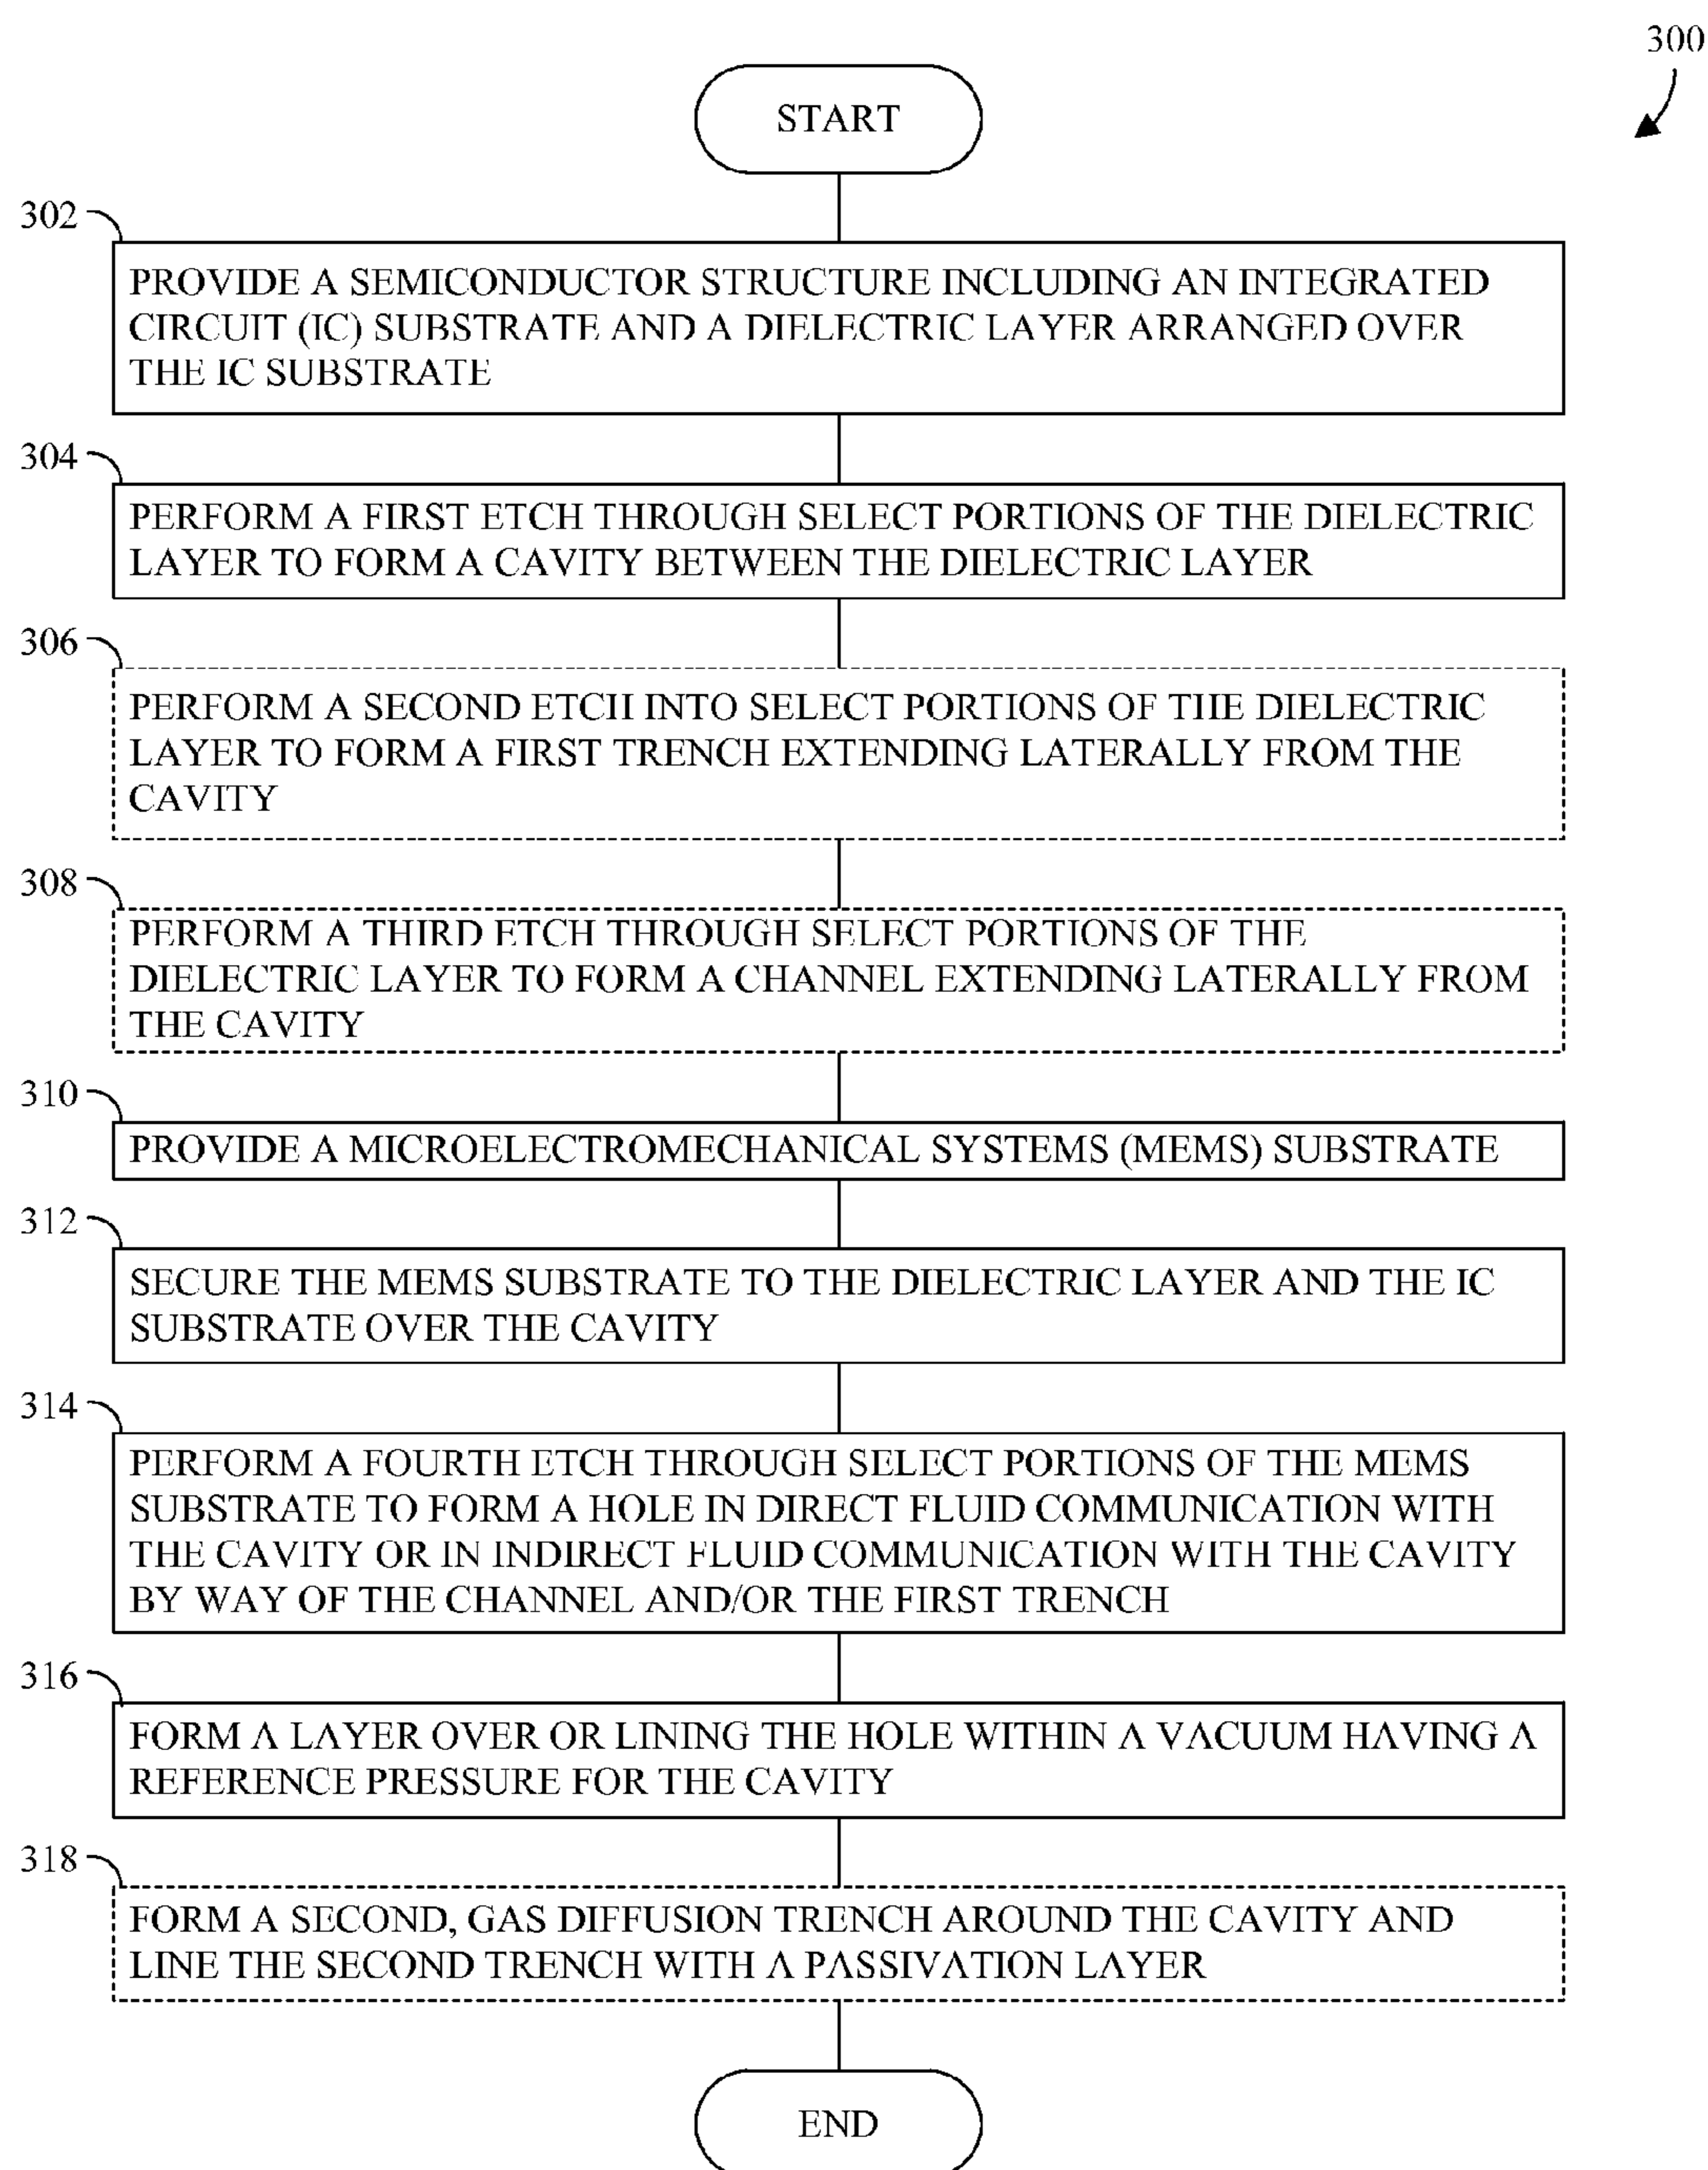 300
START
302
PROVIDE A SEMICONDUCTOR STRUCTURE INCLUDING AN INTEGRATED
CIRCUIT (IC) SUBSTRATE AND A DIELECTRIC LAYER ARRANGED OVER
THE IC SUBSTRATE
304
PERFORM A FIRST ETCH THROUGH SELECT PORTIONS OF THE DIELECTRIC
LAYER TO FORM A CAVITY BETWEEN THE DIELECTRIC LAYER
306
PERFORM A SECOND ETCH INTO SELECT PORTIONS OF THE DIELECTRIC
LAYER TO FORM A FIRST TRENCH EXTENDING LATERALLY FROM THE
CAVITY
308
PERFORM A THIRD ETCH THROUGH SELECT PORTIONS OF THE
DIELECTRIC LAYER TO FORM A CHANNEL EXTENDING LATERALLY FROM
THE CAVITY
310
PROVIDE A MICROELECTROMECHANICAL SYSTEMS (MEMS) SUBSTRATE
312
SECURE THE MEMS SUBSTRATE TO THE DIELECTRIC LAYER AND THE IC
SUBSTRATE OVER THE CAVITY
314
PERFORM A FOURTH ETCH THROUGH SELECT PORTIONS OF THE MEMS
SUBSTRATE TO FORM A HOLE IN DIRECT FLUID COMMUNICATION WITH
THE CAVITY OR IN INDIRECT FLUID COMMUNICATION WITH THE CAVITY
BY WAY OF THE CHANNEL AND/OR THE FIRST TRENCH
316
FORM A LAYER OVER OR LINING THE HOLE WITHIN A VACUUM HAVING A
REFERENCE PRESSURE FOR THE CAVITY
318
FORM A SECOND, GAS DIFFUSION TRENCH AROUND THE CAVITY AND
LINE THE SECOND TRENCH WITH A PASSIVATION LAYER
END